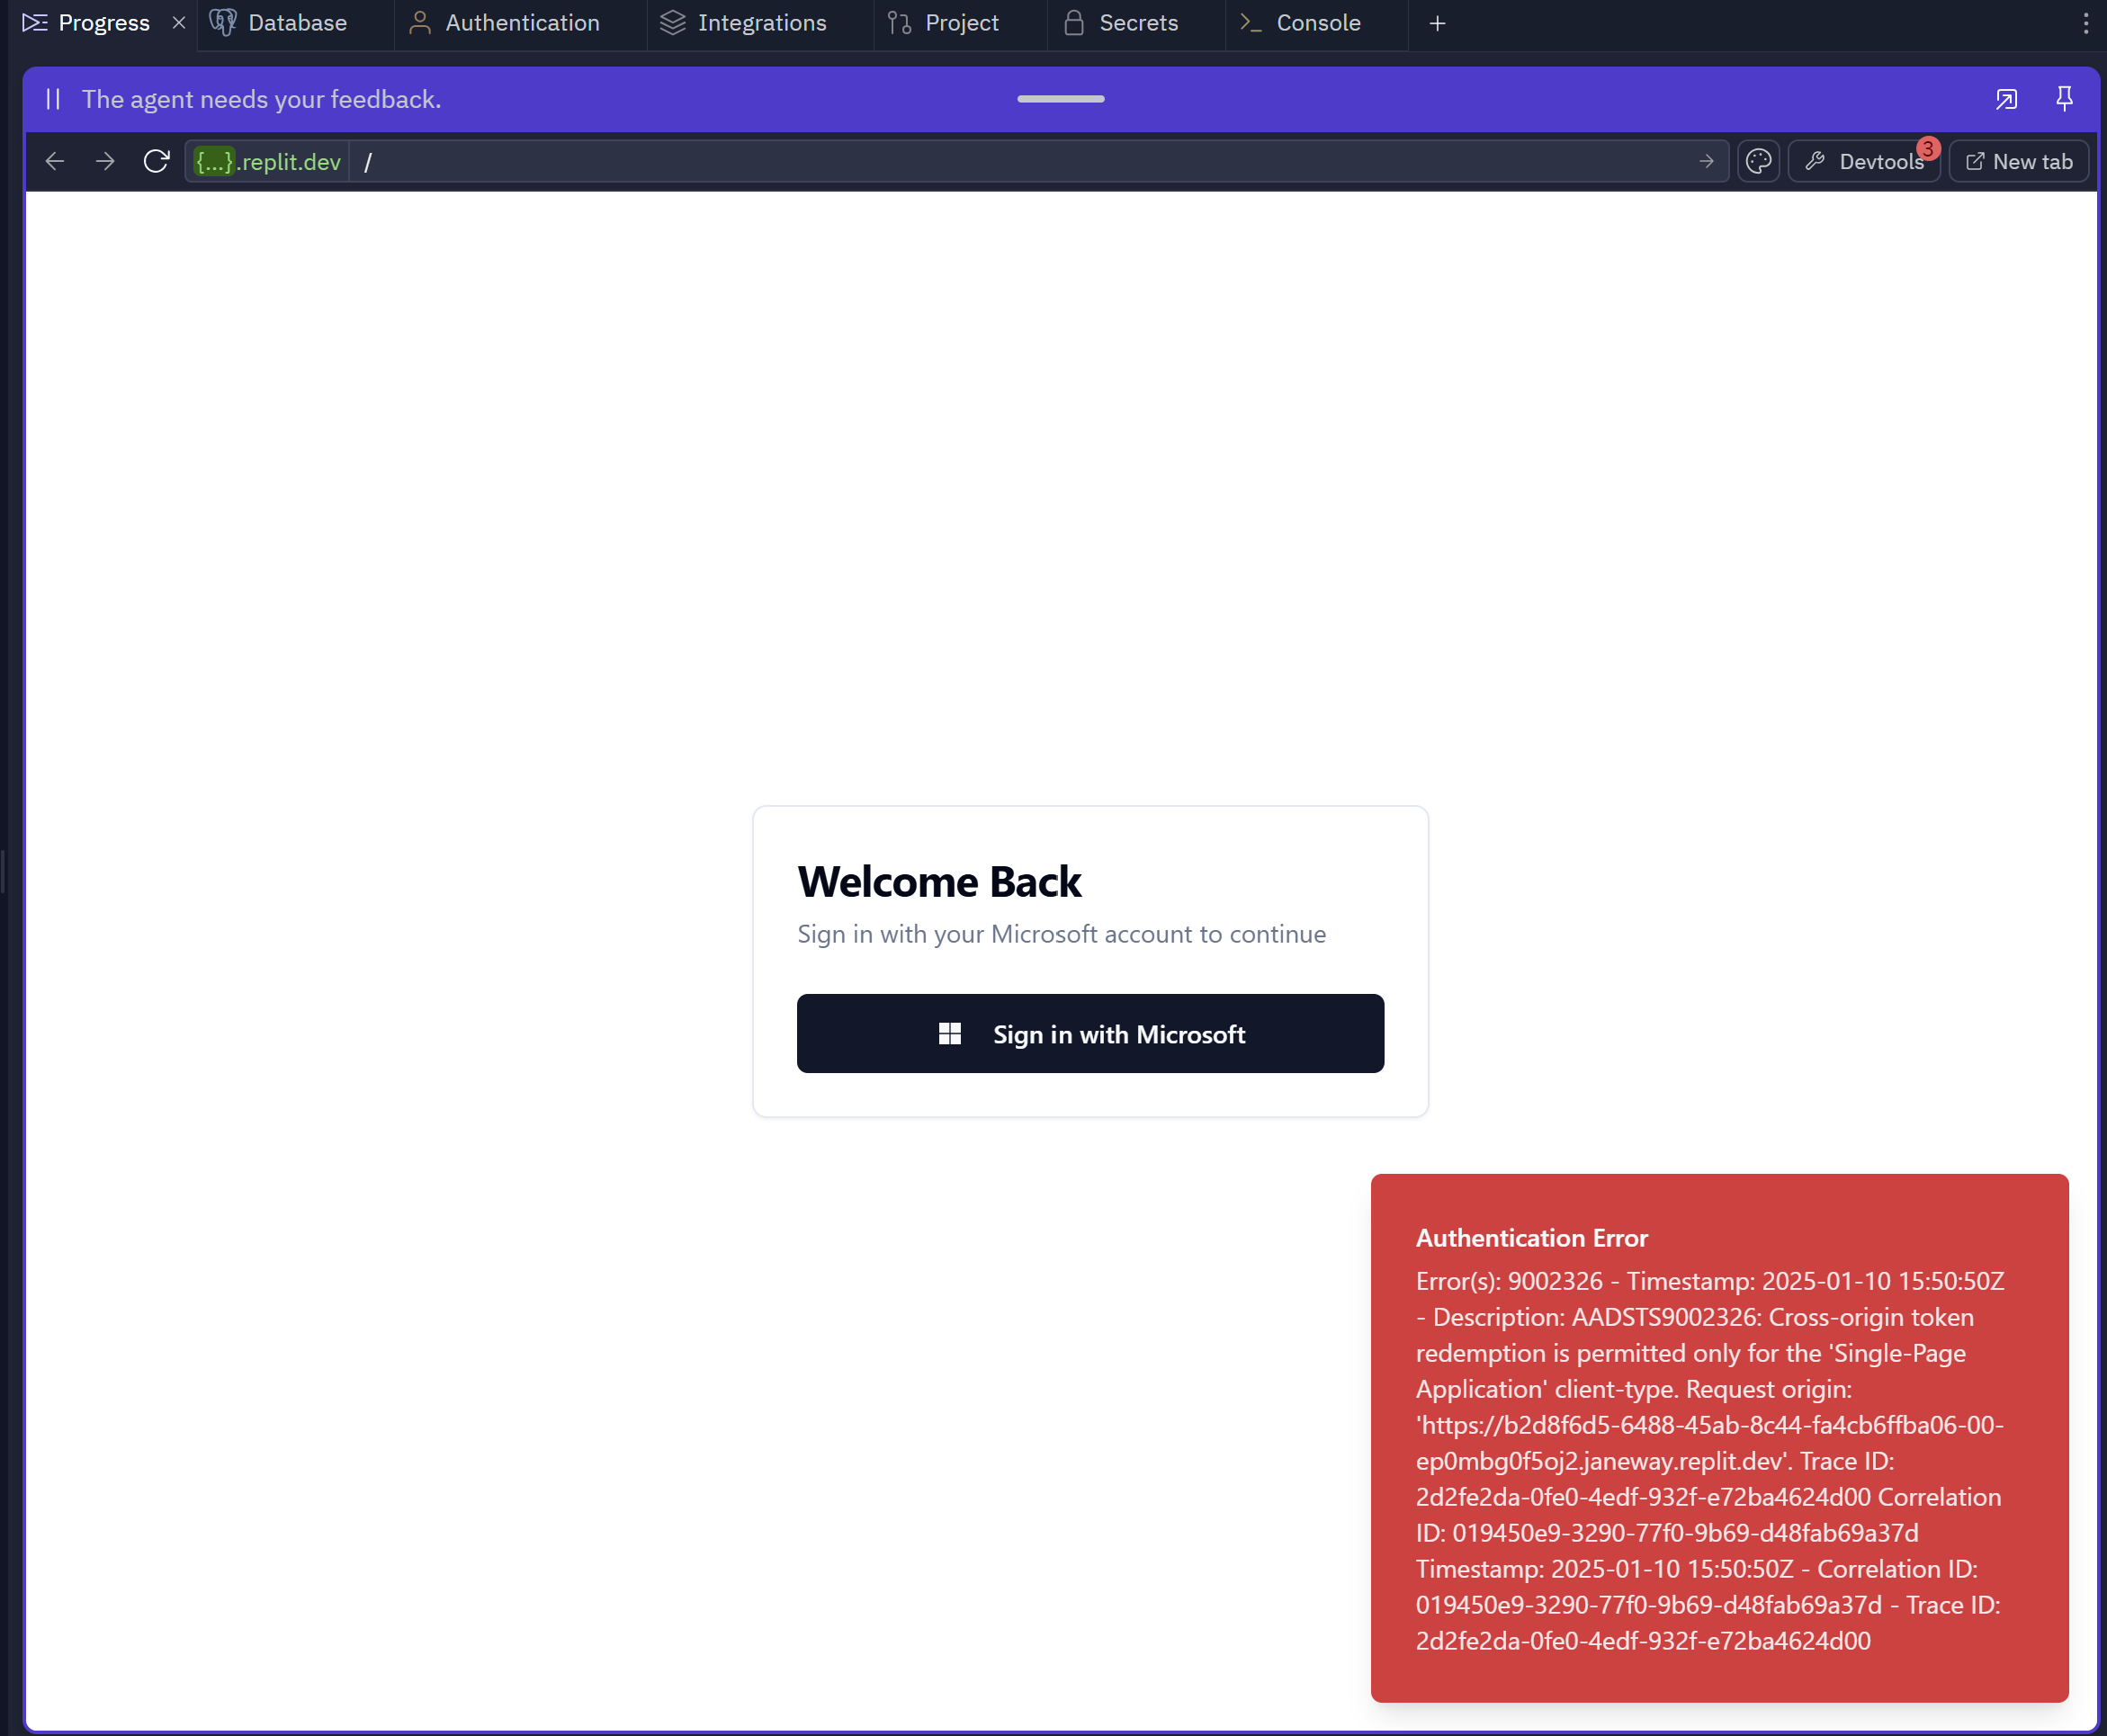 Progress Database Authentication Integrations Project Secrets Console
The agent needs your feedback.
{...}.replit.dev / Devtools 3 New tab
Welcome Back
Sign in with your Microsoft account to continue
Sign in with Microsoft
Authentication Error
Error(s): 9002326 - Timestamp: 2025-01-10 15:50:50Z
- Description: AADSTS9002326: Cross-origin token
redemption is permitted only for the 'Single-Page
Application' client-type. Request origin:
'https://b2d8f6d5-6488-45ab-8c44-fa4cb6ffba06-00-
ep0mbg0f5oj2.janeway.replit.dev'. Trace ID:
2d2fe2da-0fe0-4edf-932f-e72ba4624d00 Correlation
ID: 019450e9-3290-77f0-9b69-d48fab69a37d
Timestamp: 2025-01-10 15:50:50Z - Correlation ID:
019450e9-3290-77f0-9b69-d48fab69a37d - Trace ID:
2d2fe2da-0fe0-4edf-932f-e72ba4624d00